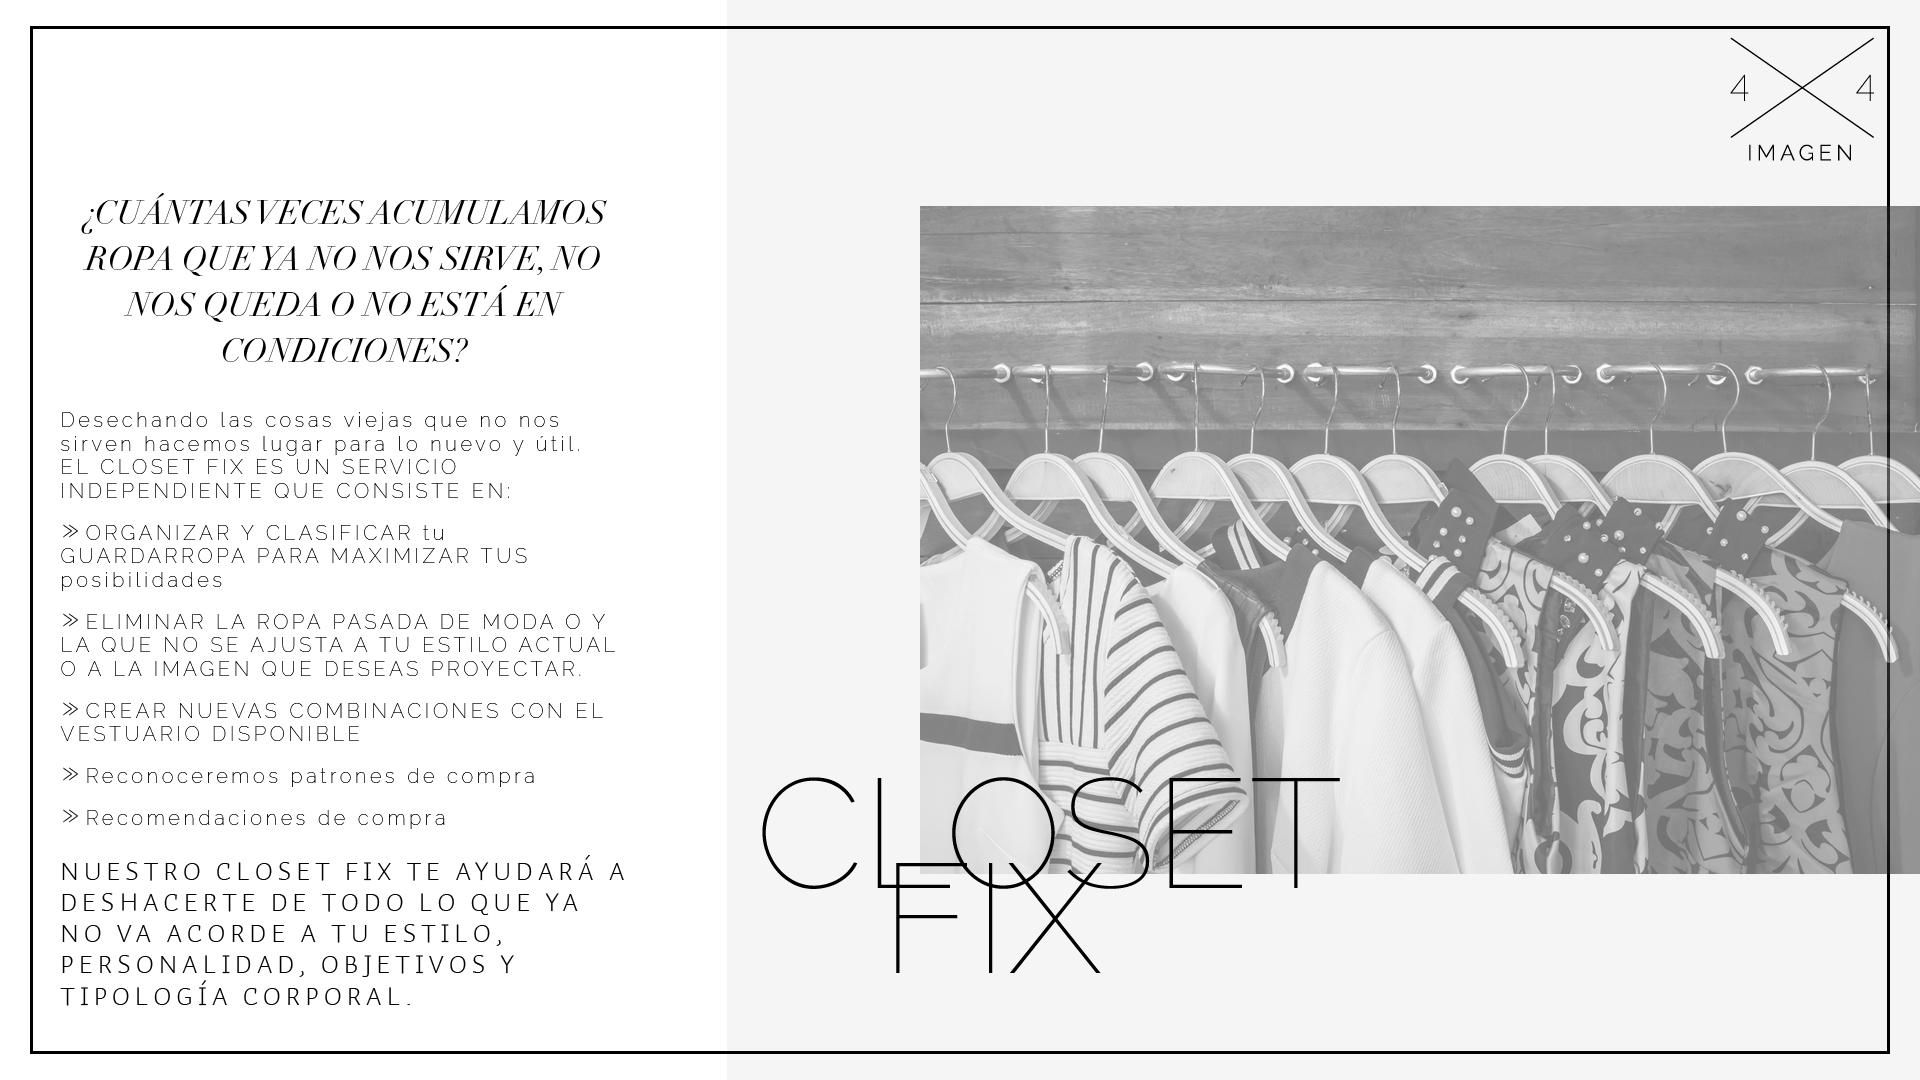 ¿CUÁNTAS VECES ACUMULAMOS
ROPA QUE YA NO NOS SIRVE, NO
NOS QUEDA O NO ESTÁ EN
CONDICIONES?
Desechando las cosas viejas que no nos
sirven hacemos lugar para lo nuevo y útil.
EL CLOSET FIX ES UN SERVICIO
INDEPENDIENTE QUE CONSISTE EN:
»ORGANIZAR Y CLASIFICAR tu
GUARDARROPA PARA MAXIMIZAR TUS
posibilidades
»ELIMINAR LA ROPA PASADA DE MODA O Y
LA QUE NO SE AJUSTA A TU ESTILO ACTUAL
O A LA IMAGEN QUE DESEAS PROYECTAR.
»CREAR NUEVAS COMBINACIONES CON EL
VESTUARIO DISPONIBLE
»Reconoceremos patrones de compra
»Recomendaciones de compra
NUESTRO CLOSET FIX TE AYUDARÁ A
DESHACERTE DE TODO LO QUE YA
NO VA ACORDE A TU ESTILO,
PERSONALIDAD, OBJETIVOS Y
TIPOLOGÍA CORPORAL.
4 X 4
IMAGEN
CLOSET
FIX